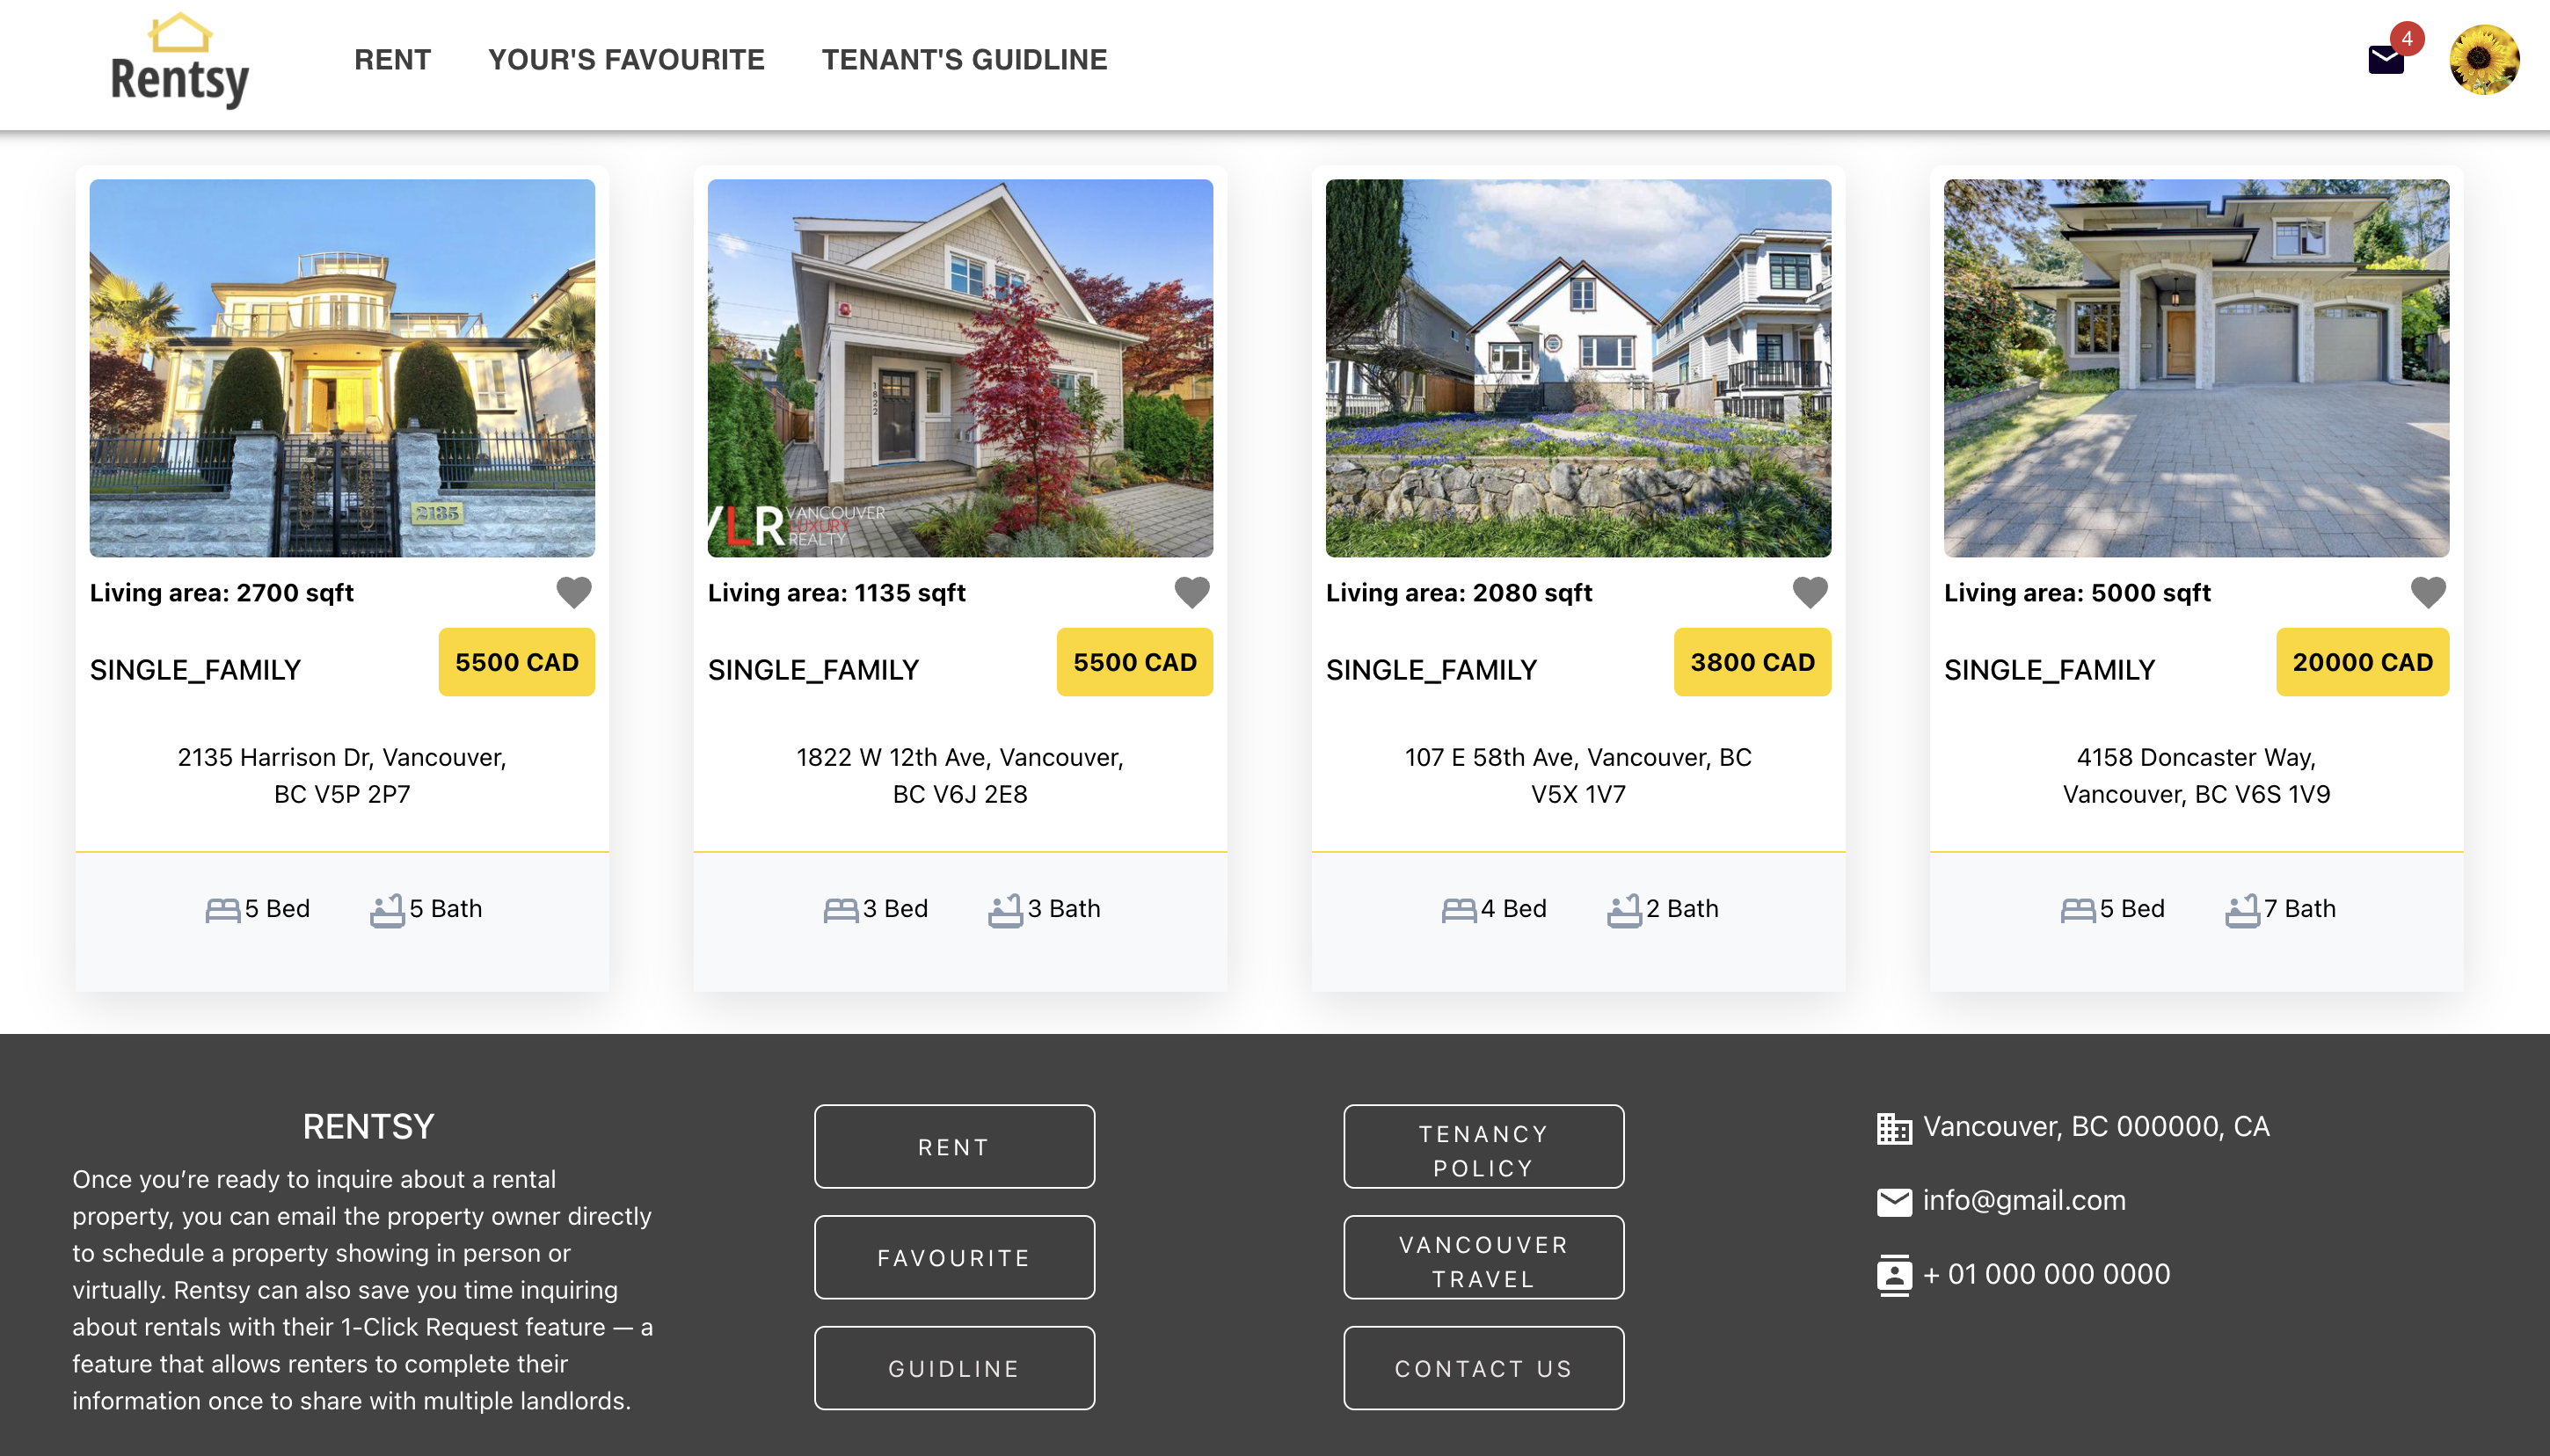 Rentsy
RENT
YOUR'S FAVOURITE
TENANT'S GUIDLINE
4
2135
1822
VLR VANCOUVER
LUXURY
REALTY
Living area: 2700 sqft
SINGLE_FAMILY
5500 CAD
2135 Harrison Dr, Vancouver,
BC V5P 2P7
5 Bed
5 Bath
Living area: 1135 sqft
SINGLE_FAMILY
5500 CAD
1822 W 12th Ave, Vancouver,
BC V6J 2E8
3 Bed
3 Bath
Living area: 2080 sqft
SINGLE_FAMILY
3800 CAD
107 E 58th Ave, Vancouver, BC
V5X 1V7
4 Bed
2 Bath
Living area: 5000 sqft
SINGLE_FAMILY
20000 CAD
4158 Doncaster Way,
Vancouver, BC V6S 1V9
5 Bed
7 Bath
RENTSY
Once you’re ready to inquire about a rental
property, you can email the property owner directly
to schedule a property showing in person or
virtually. Rentsy can also save you time inquiring
about rentals with their 1-Click Request feature — a
feature that allows renters to complete their
information once to share with multiple landlords.
RENT
FAVOURITE
GUIDLINE
TENANCY
POLICY
VANCOUVER
TRAVEL
CONTACT US
Vancouver, BC 000000, CA
info@gmail.com
+ 01 000 000 0000